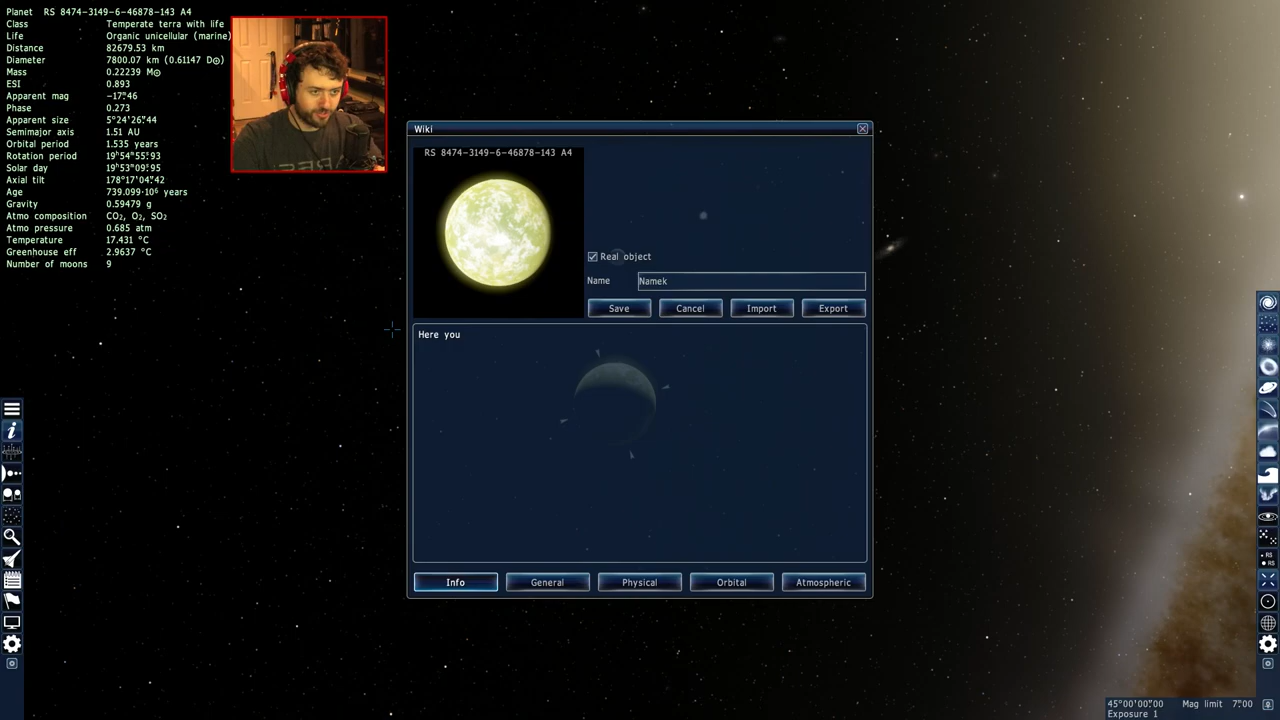 Planet RS 8474-3149-6-46878-143 A4
Class Temperate terra with life
Life Organic unicellular (marine)
Distance 82679.53 km
Diameter 7800.07 km (0.61147 D⊙)
Mass 0.22239 M⊙
ESI 0.893
Apparent mag -17.46
Phase 0.273
Apparent size 5°24'26".44
Semimajor axis 1.51 AU
Orbital period 1.535 years
Rotation period 19h54m55s.93
Solar day 19h53m09s.95
Axial tilt 178°17'04".42
Age 739.099·10⁶ years
Gravity 0.59479 g
Atmo composition CO₂, O₂, SO₂
Atmo pressure 0.685 atm
Temperature 17.431 °C
Greenhouse eff 2.9637 °C
Number of moons 9
Wiki
RS 8474-3149-6-46878-143 A4
Real object
Name Namek
Save Cancel Import Export
Here you
Info General Physical Orbital Atmospheric
RS
RS
45°00'00".00 Mag limit 7.00
Exposure 1